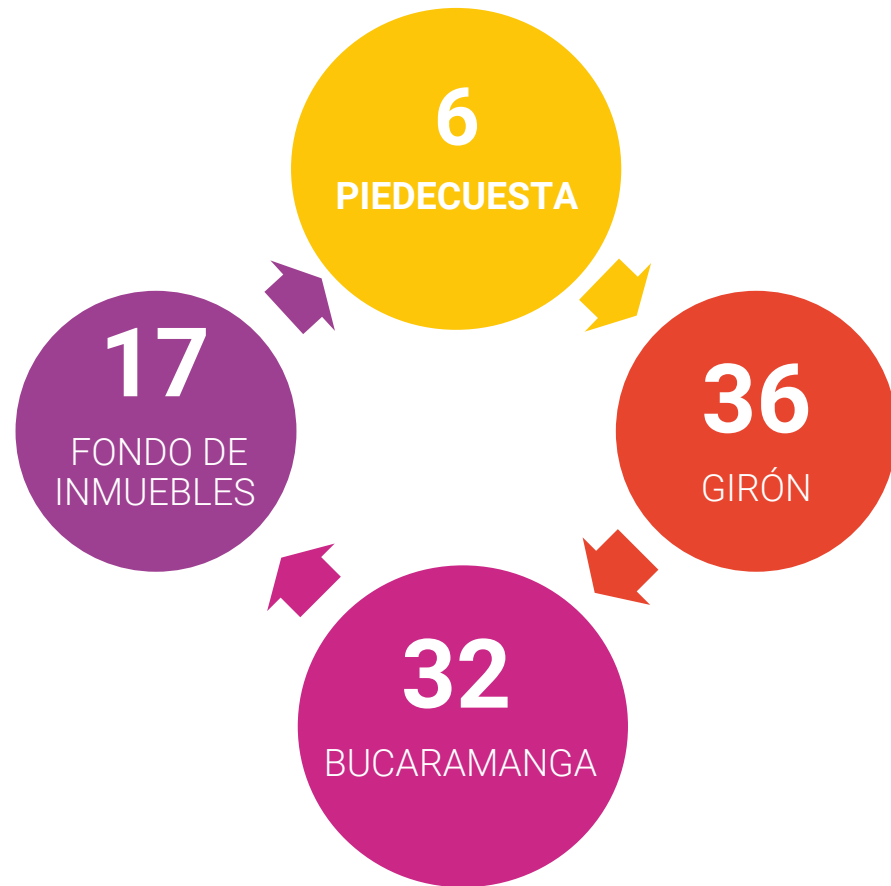 6
PIEDECUESTA
17
FONDO DE
INMUEBLES
36
GIRÓN
32
BUCARAMANGA